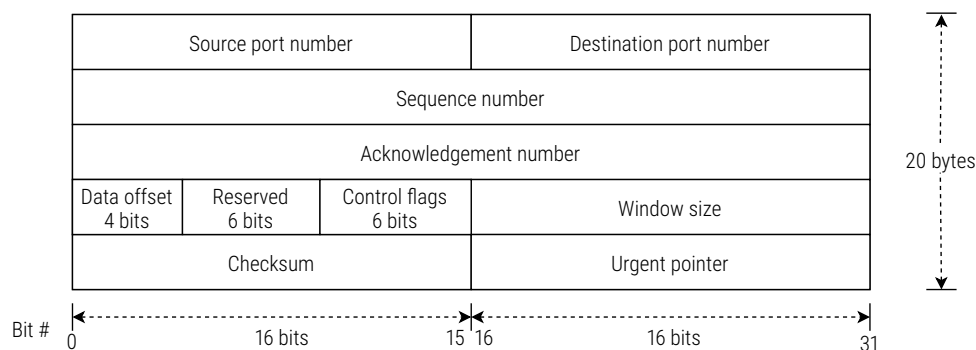 Source port number
Destination port number
Sequence number
Acknowledgement number
20 bytes
Data offset
4 bits
Reserved
6 bits
Control flags
6 bits
Window size
Checksum
Urgent pointer
Bit #
0
16 bits
15
16
16 bits
31